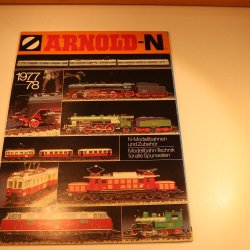 ARNOLD-N
1977
78
N-Modellbahnen
und Zubehör
Modellbahn-Technik
für alle Spurweiten